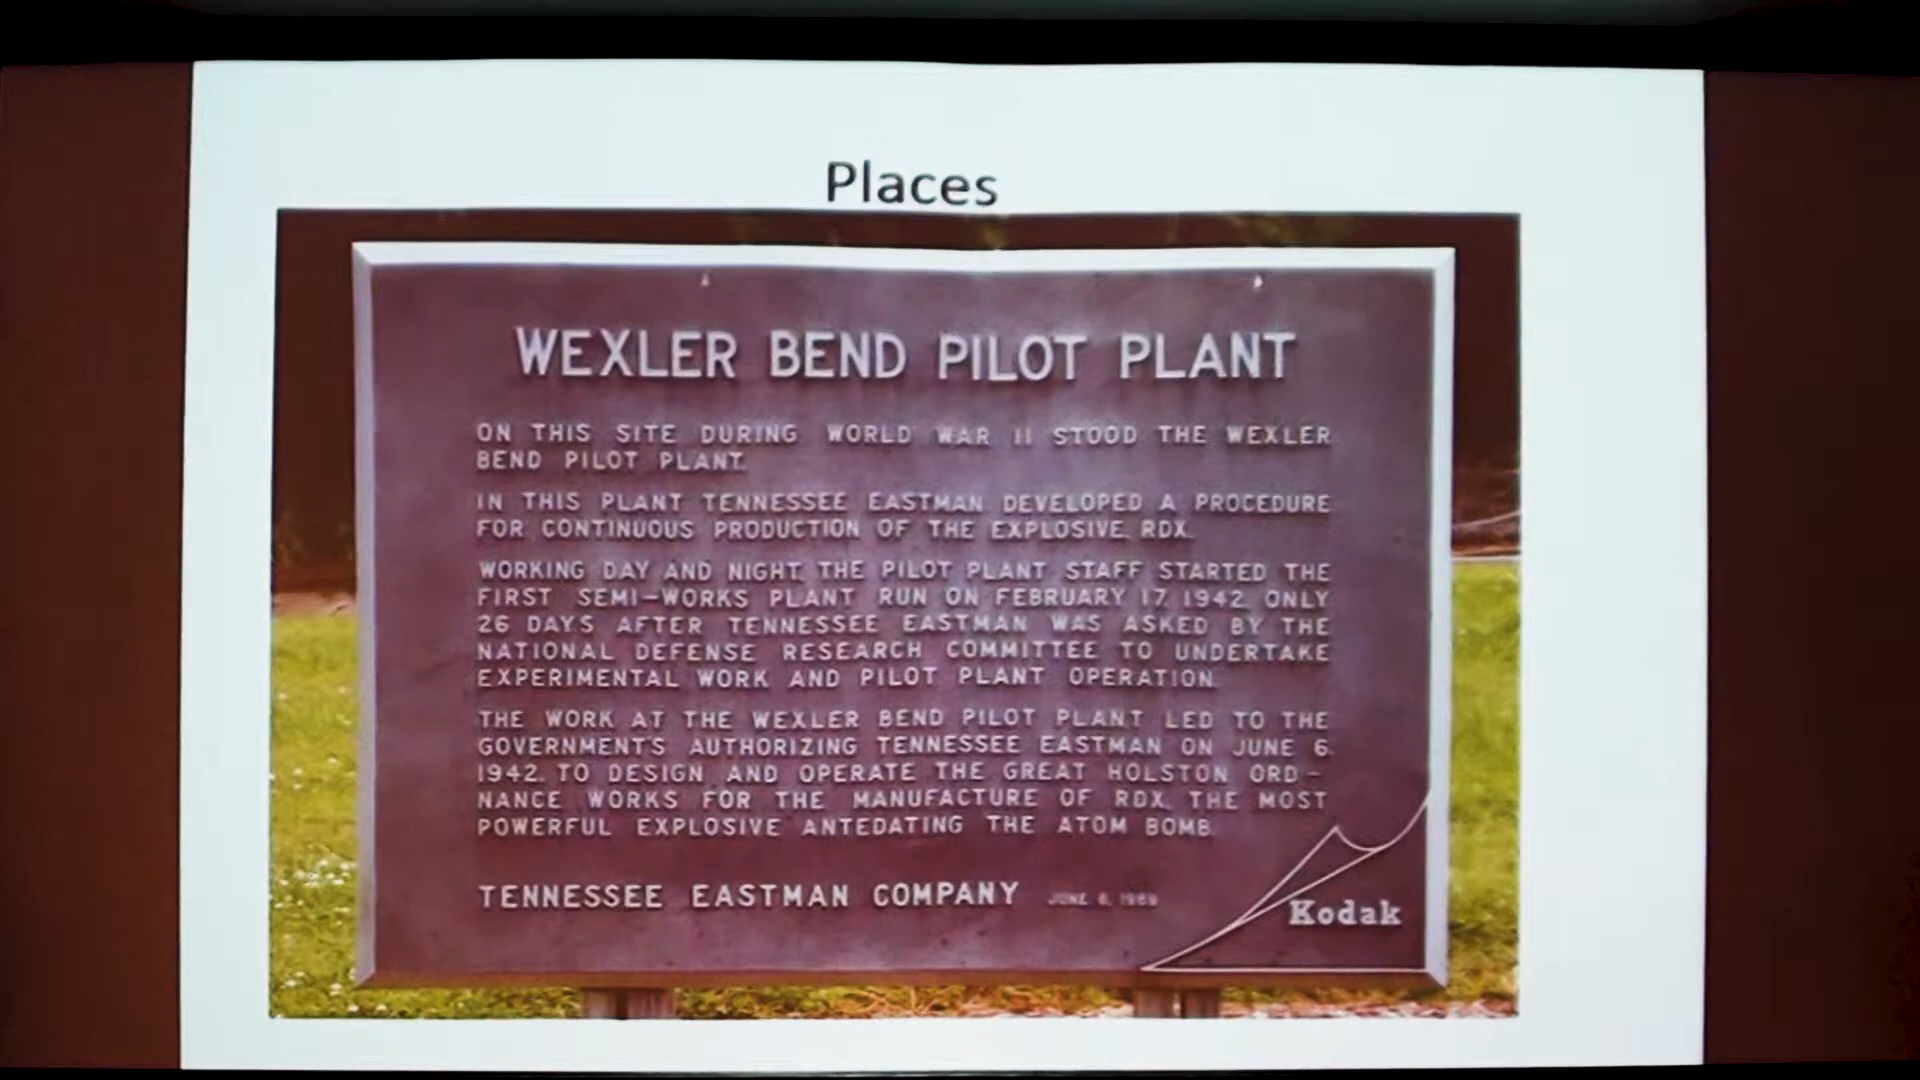 Places
WEXLER BEND PILOT PLANT
ON THIS SITE DURING WORLD WAR II STOOD THE WEXLER
BEND PILOT PLANT.
IN THIS PLANT TENNESSEE EASTMAN DEVELOPED A PROCEDURE
FOR CONTINUOUS PRODUCTION OF THE EXPLOSIVE RDX.
WORKING DAY AND NIGHT, THE PILOT PLANT STAFF STARTED THE
FIRST SEMI-WORKS PLANT RUN ON FEBRUARY 17, 1942, ONLY
26 DAYS AFTER TENNESSEE EASTMAN WAS ASKED BY THE
NATIONAL DEFENSE RESEARCH COMMITTEE TO UNDERTAKE
EXPERIMENTAL WORK AND PILOT PLANT OPERATION.
THE WORK AT THE WEXLER BEND PILOT PLANT LED TO THE
GOVERNMENT'S AUTHORIZING TENNESSEE EASTMAN ON JUNE 6,
1942, TO DESIGN AND OPERATE THE GREAT HOLSTON ORD-
NANCE WORKS FOR THE MANUFACTURE OF RDX, THE MOST
POWERFUL EXPLOSIVE ANTEDATING THE ATOM BOMB.
TENNESSEE EASTMAN COMPANY JUNE 6, 1969
Kodak